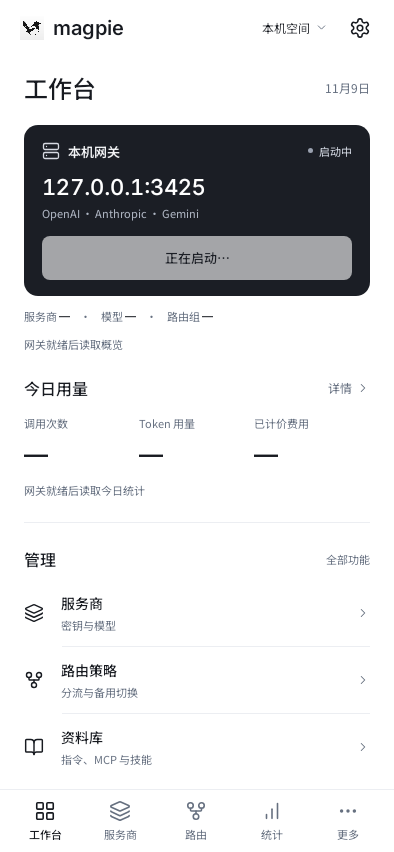 magpie
本机空间
工作台
11月9日
本机网关
启动中
127.0.0.1:3425
OpenAI · Anthropic · Gemini
正在启动…
服务商 — · 模型 — · 路由组 —
网关就绪后读取概览
今日用量
详情
调用次数
Token 用量
已计价费用
—
—
—
网关就绪后读取今日统计
管理
全部功能
服务商
密钥与模型
路由策略
分流与备用切换
资料库
指令、MCP 与技能
工作台
服务商
路由
统计
更多